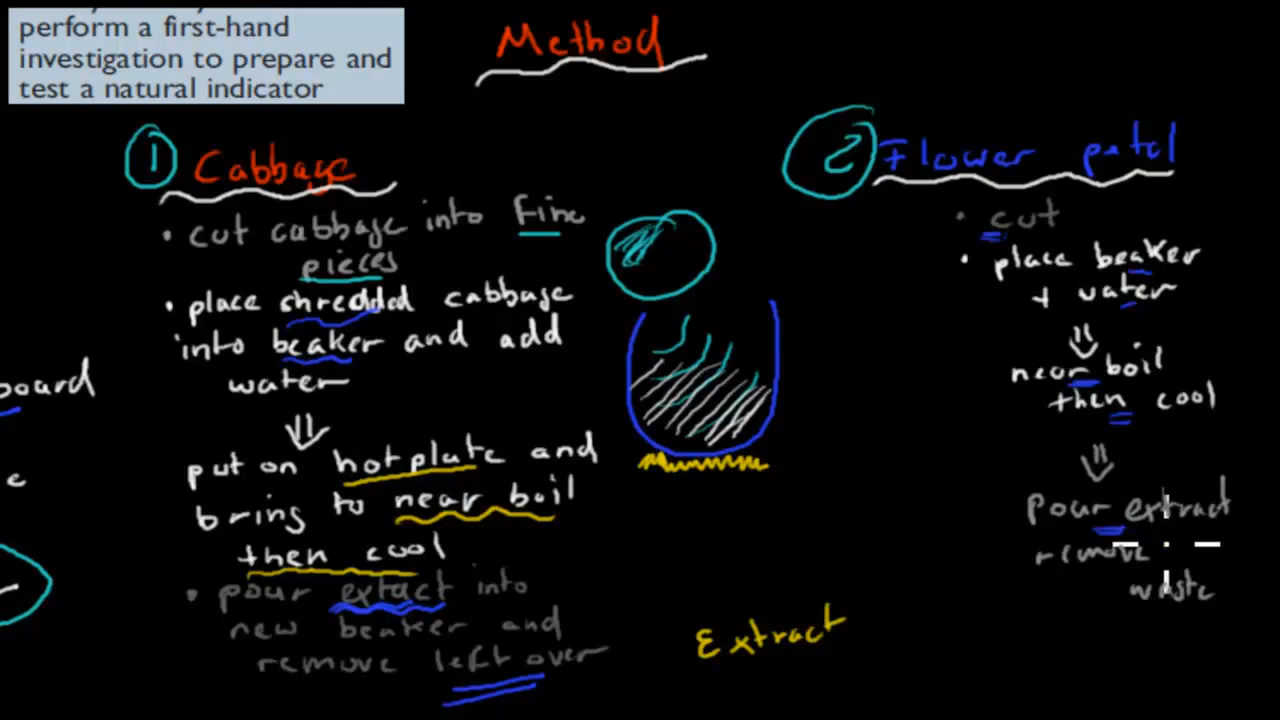 perform a first-hand
investigation to prepare and
test a natural indicator
Method
1 Cabbage
• cut cabbage into fine
pieces
• place shredded cabbage
into beaker and add
water
put on hotplate and
bring to near boil
then cool
• pour extact into
new beaker and
remove left over
board
Extract
2 Flower petal
• cut
• place beaker
+ water
near boil
then cool
pour extract
remove
waste